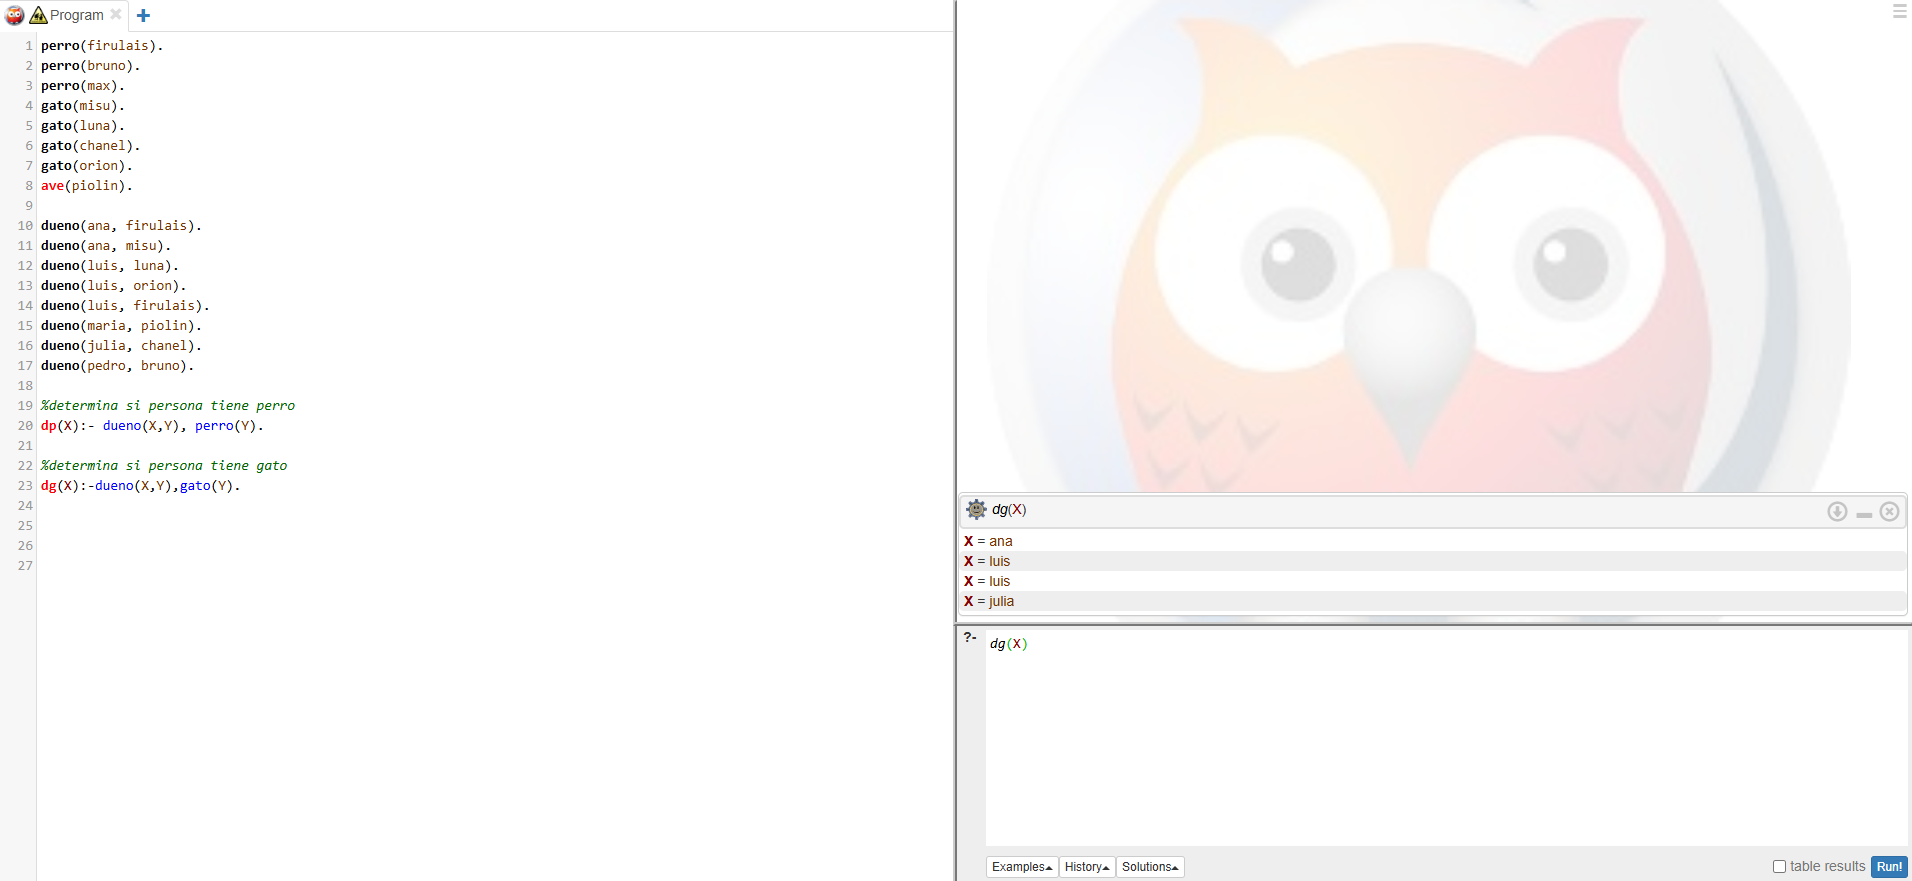 Program
1 perro(firulais).
2 perro(bruno).
3 perro(max).
4 gato(misu).
5 gato(luna).
6 gato(chanel).
7 gato(orion).
8 ave(piolin).
9
10 dueno(ana, firulais).
11 dueno(ana, misu).
12 dueno(luis, luna).
13 dueno(luis, orion).
14 dueno(luis, firulais).
15 dueno(maria, piolin).
16 dueno(julia, chanel).
17 dueno(pedro, bruno).
18
19 %determina si persona tiene perro
20 dp(X):- dueno(X,Y), perro(Y).
21
22 %determina si persona tiene gato
23 dg(X):-dueno(X,Y),gato(Y).
24
25
26
27
dg(X)
X = ana
X = luis
X = luis
X = julia
?- dg(X)
Examples History Solutions table results Run!